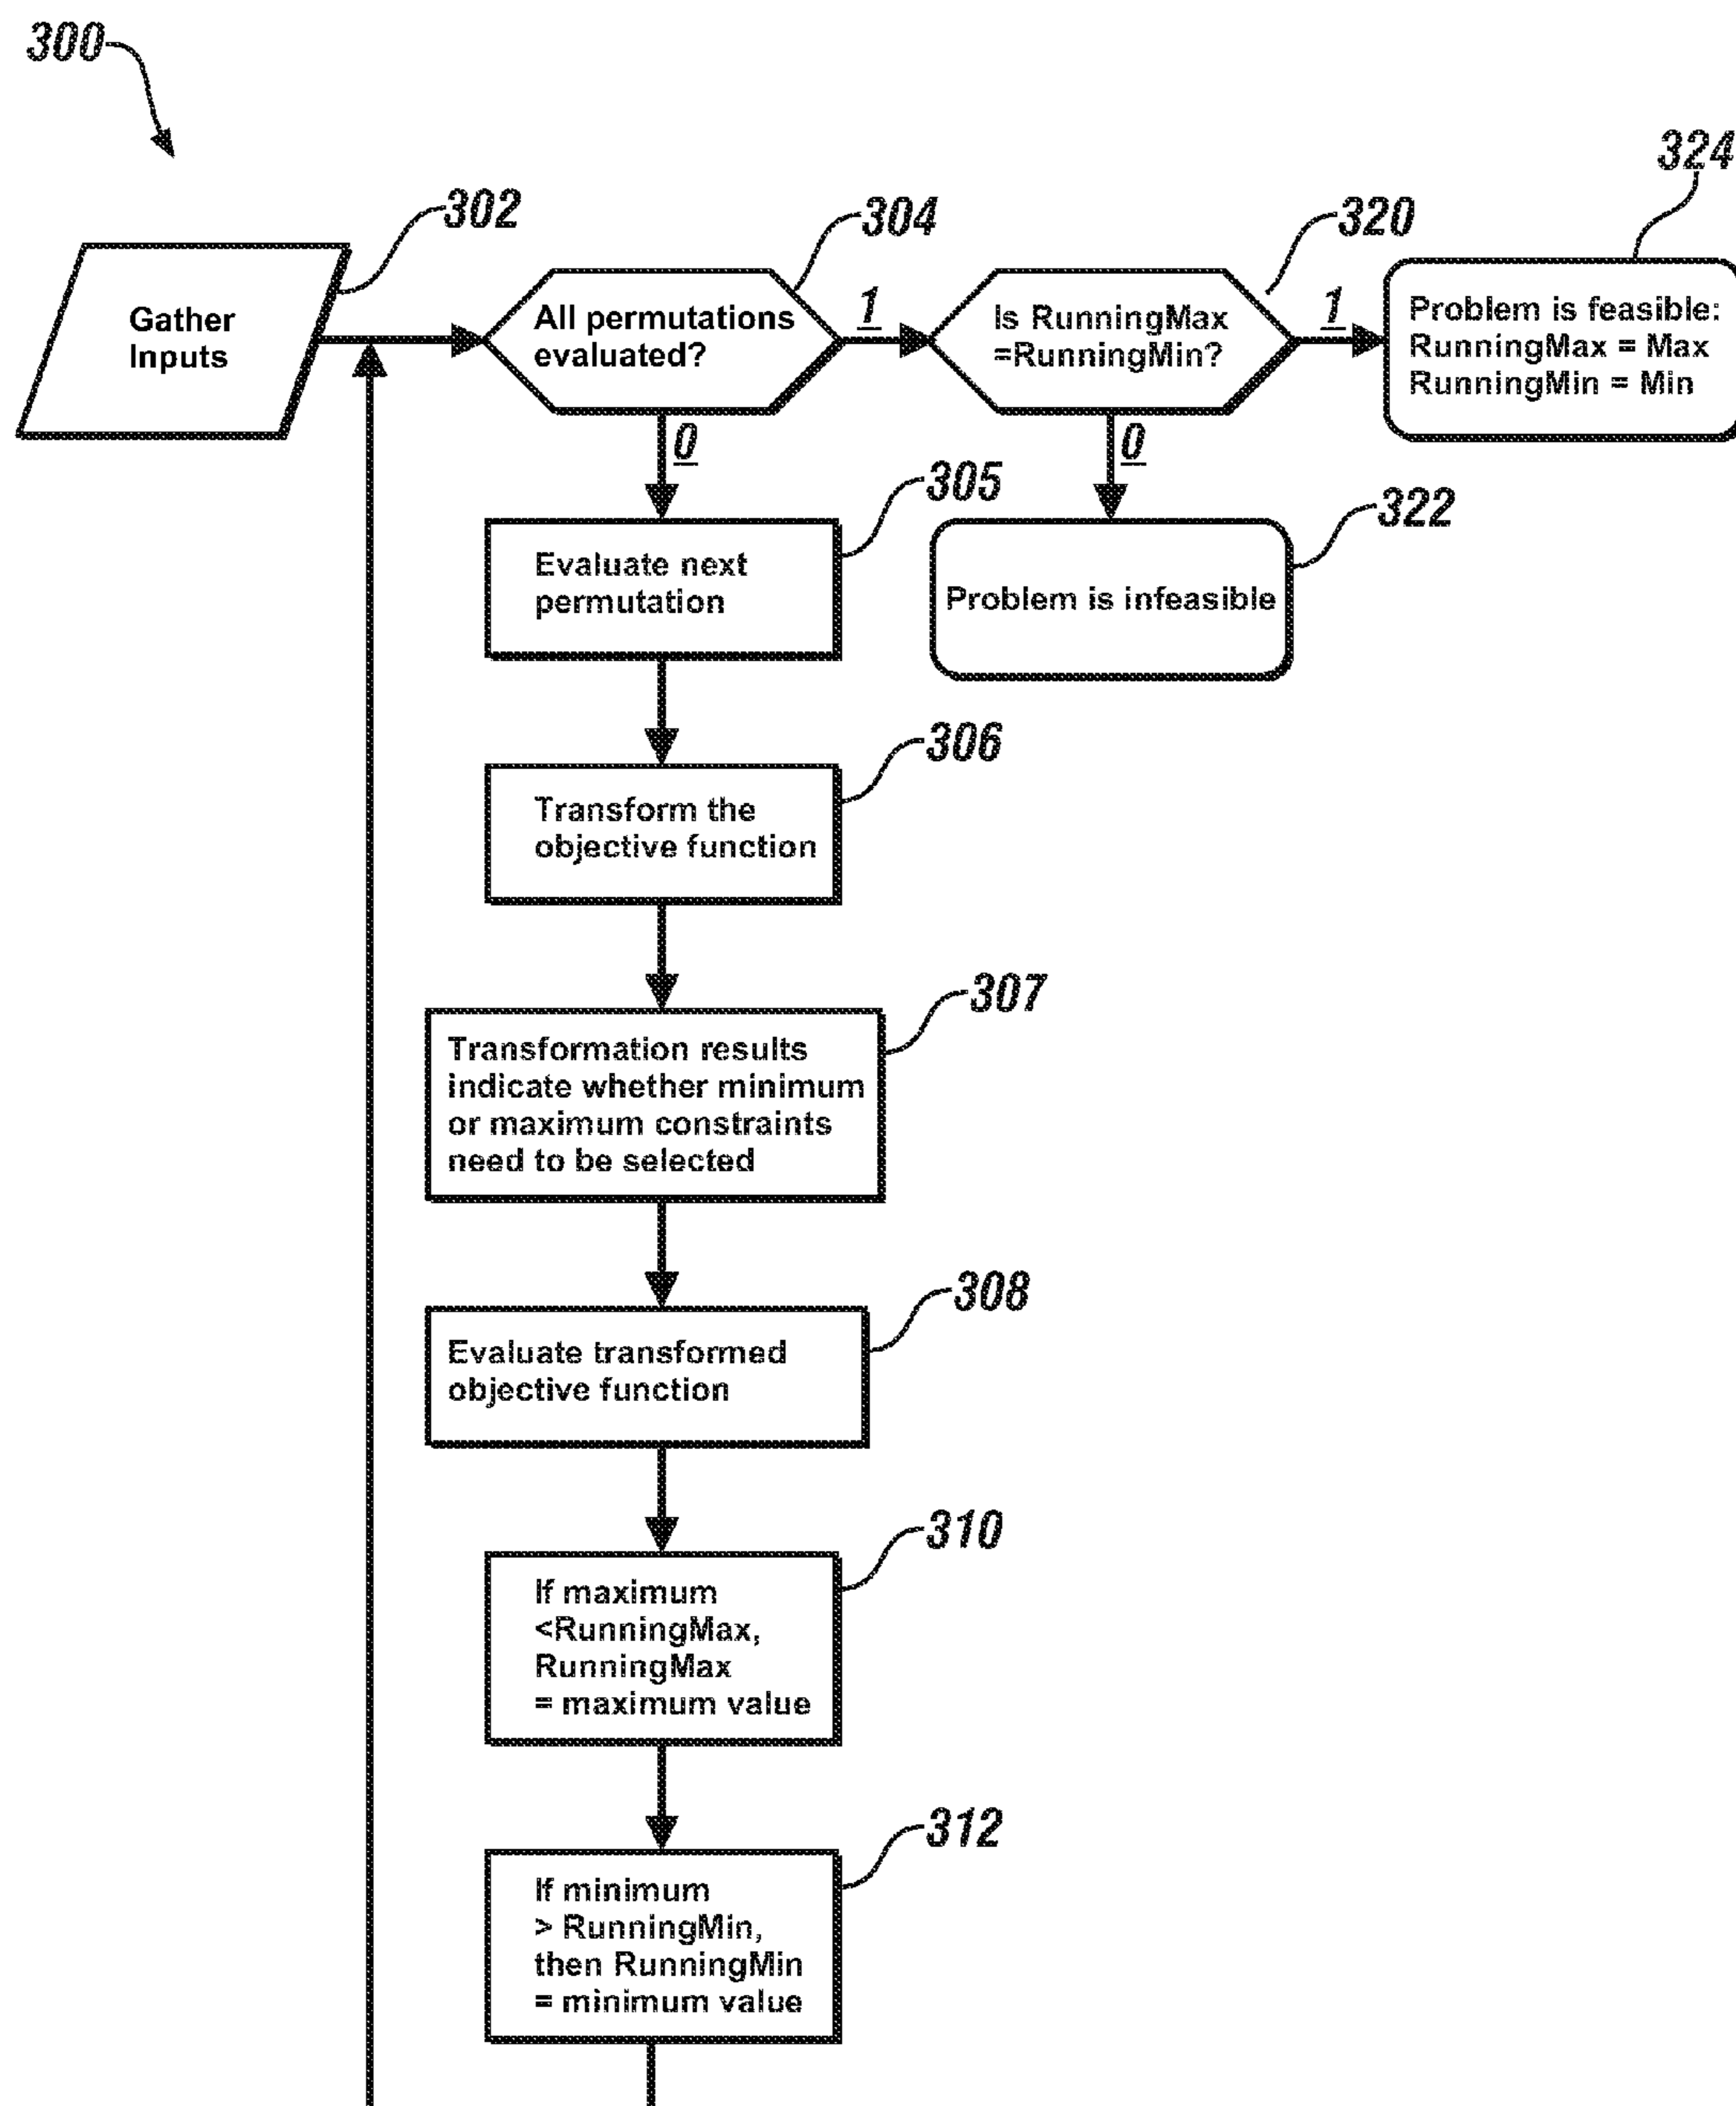 300
302
304
320
324
Gather
Inputs
All permutations
evaluated?
1
Is RunningMax
=RunningMin?
1
Problem is feasible:
RunningMax = Max
RunningMin = Min
0
0
305
Evaluate next
permutation
322
Problem is infeasible
306
Transform the
objective function
307
Transformation results
indicate whether minimum
or maximum constraints
need to be selected
308
Evaluate transformed
objective function
310
If maximum
<RunningMax,
RunningMax
= maximum value
312
If minimum
> RunningMin,
then RunningMin
= minimum value